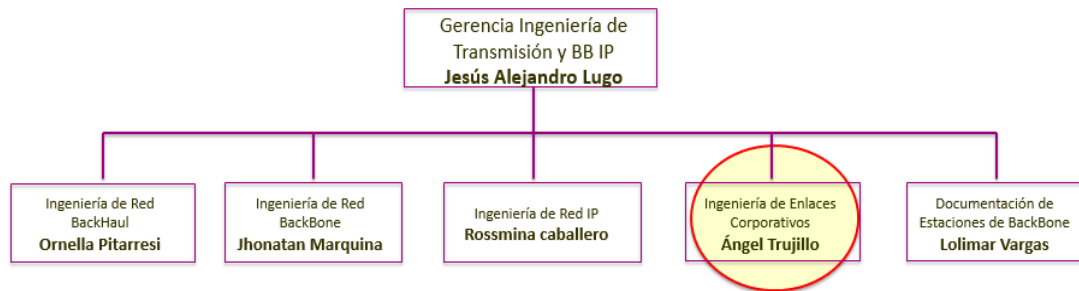 Gerencia Ingeniería de
Transmisión y BB IP
Jesús Alejandro Lugo
Ingeniería de Red
BackHaul
Ornella Pitarresi
Ingeniería de Red
BackBone
Jhonatan Marquina
Ingeniería de Red IP
Rossmina caballero
Ingeniería de Enlaces
Corporativos
Ángel Trujillo
Documentación de
Estaciones de BackBone
Lolimar Vargas